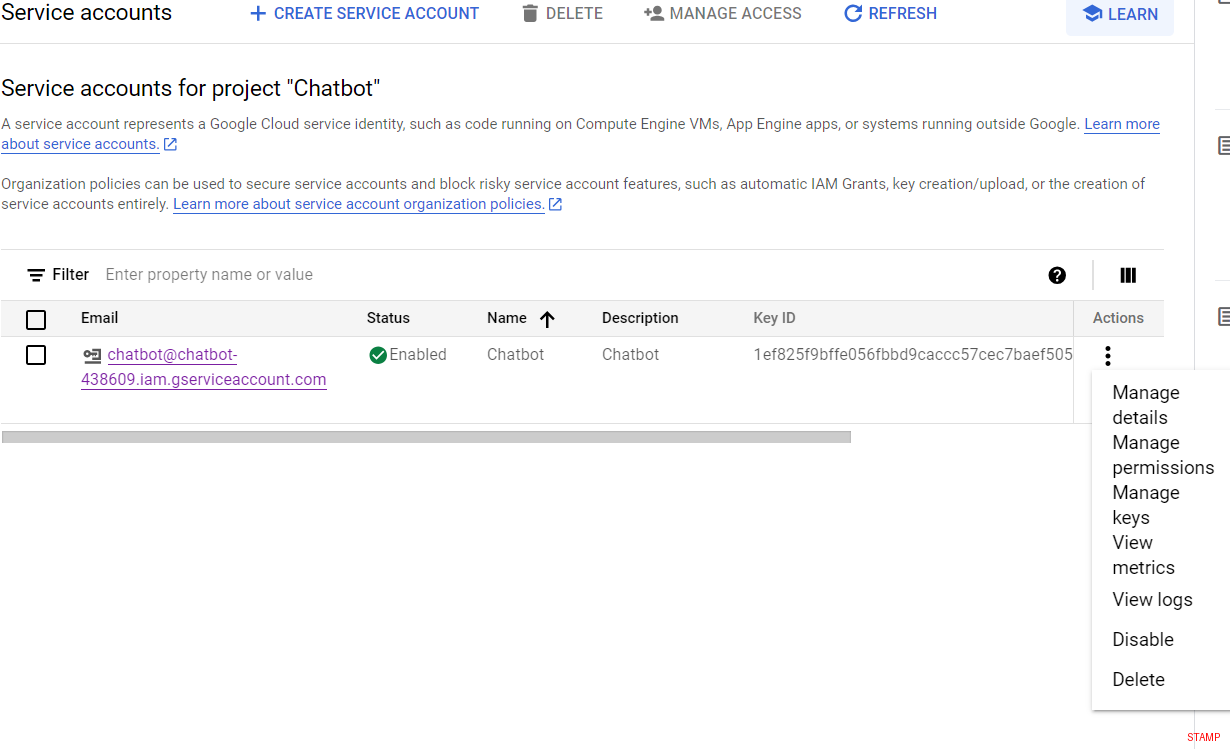 Service accounts
CREATE SERVICE ACCOUNT
DELETE
MANAGE ACCESS
REFRESH
LEARN
Service accounts for project "Chatbot"
A service account represents a Google Cloud service identity, such as code running on Compute Engine VMs, App Engine apps, or systems running outside Google. Learn more
about service accounts.
Organization policies can be used to secure service accounts and block risky service account features, such as automatic IAM Grants, key creation/upload, or the creation of
service accounts entirely. Learn more about service account organization policies.
Filter Enter property name or value
Email Status Name Description Key ID Actions
chatbot@chatbot- Enabled Chatbot Chatbot 1ef825f9bffe056fbbd9caccc57cec7baef505
438609.iam.gserviceaccount.com
Manage
details
Manage
permissions
Manage
keys
View
metrics
View logs
Disable
Delete
STAMP